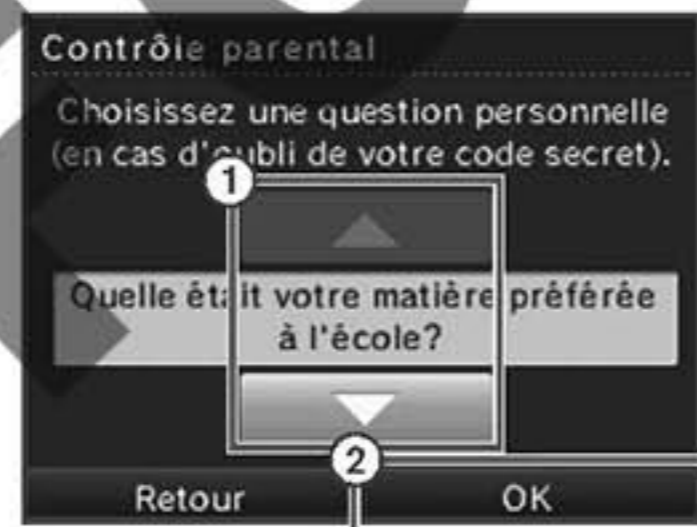 Contrôle parental
Choisissez une question personnelle
(en cas d'oubli de votre code secret).
1
Quelle était votre matière préférée
à l'école?
2
Retour OK